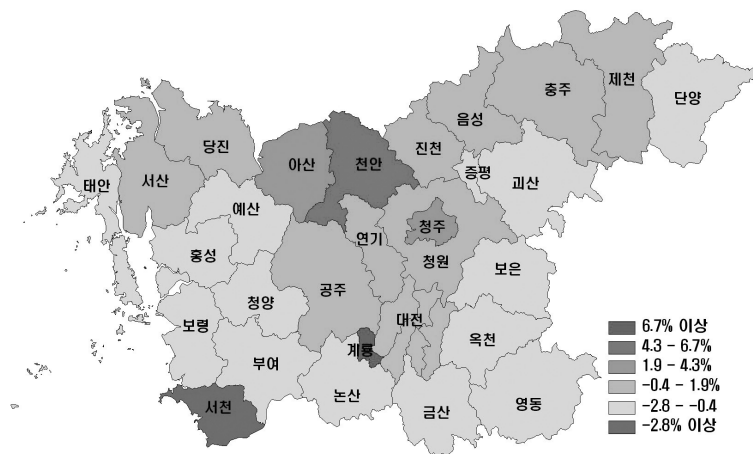 제천
충주
단양
음성
당진
아산
천안
진천
증평
괴산
태안
서산
예산
연기
청주
홍성
청원
보은
공주
청양
보령
대전
계룡
옥천
부여
논산
서천
금산
영동
6.7% 이상
4.3 - 6.7%
1.9 - 4.3%
-0.4 - 1.9%
-2.8 - -0.4
-2.8% 이상